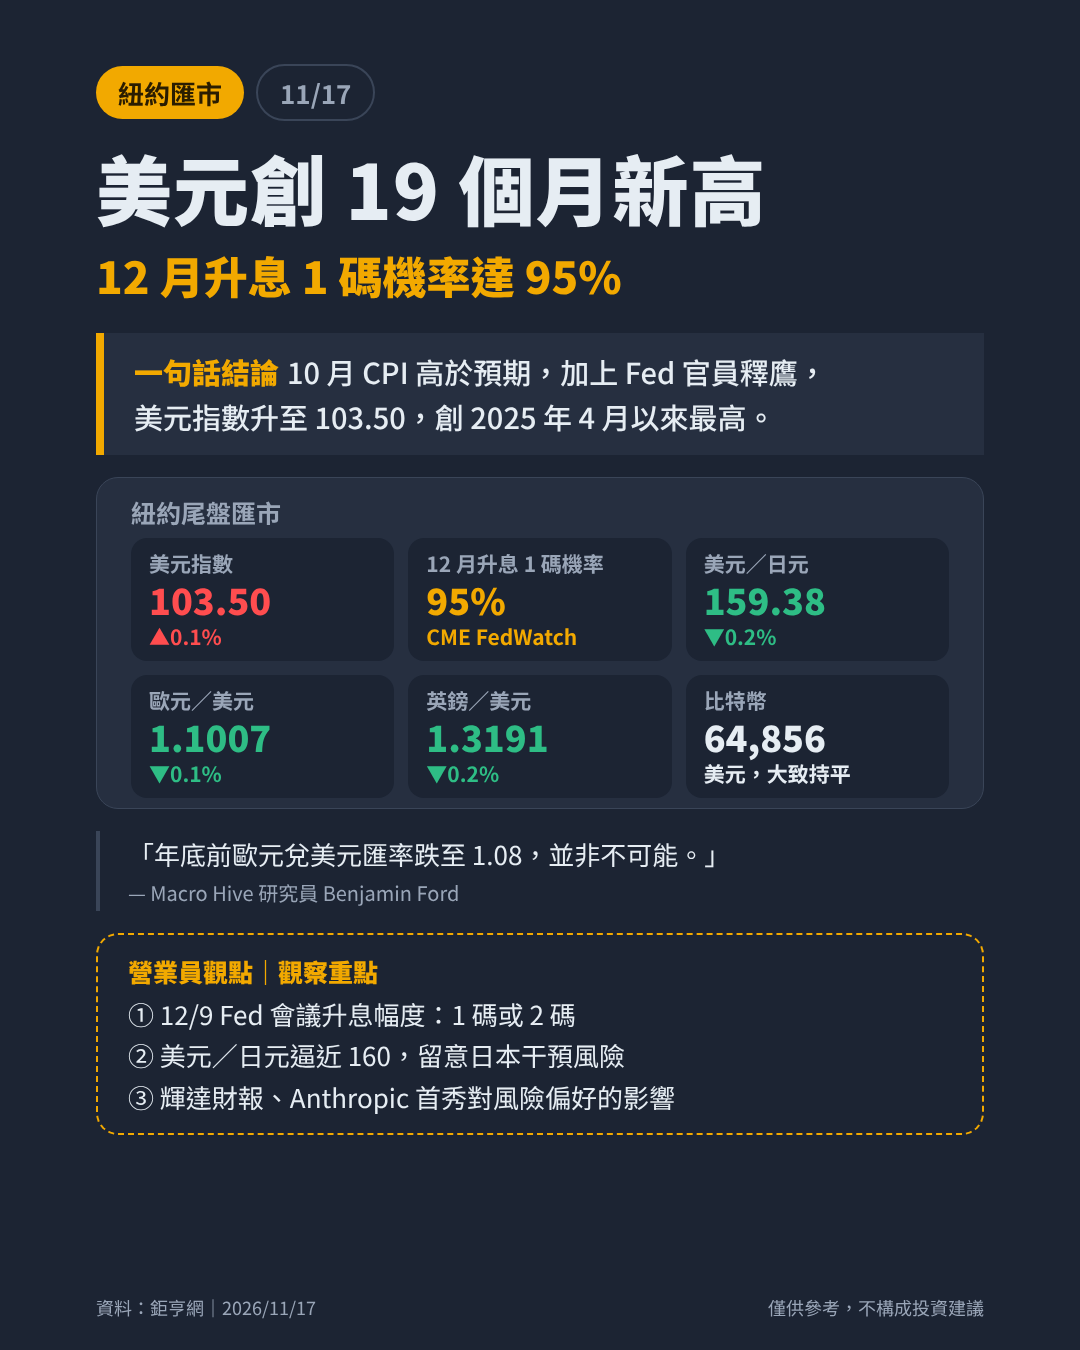 紐約匯市
11/17
美元創 19 個月新高
12 月升息 1 碼機率達 95%
一句話結論 10 月 CPI 高於預期，加上 Fed 官員釋鷹，
美元指數升至 103.50，創 2025 年 4 月以來最高。
紐約尾盤匯市
美元指數
103.50
▲0.1%
12 月升息 1 碼機率
95%
CME FedWatch
美元／日元
159.38
▼0.2%
歐元／美元
1.1007
▼0.1%
英鎊／美元
1.3191
▼0.2%
比特幣
64,856
美元，大致持平
「年底前歐元兌美元匯率跌至 1.08，並非不可能。」
— Macro Hive 研究員 Benjamin Ford
營業員觀點｜觀察重點
① 12/9 Fed 會議升息幅度：1 碼或 2 碼
② 美元／日元逼近 160，留意日本干預風險
③ 輝達財報、Anthropic 首秀對風險偏好的影響
資料：鉅亨網｜2026/11/17
僅供參考，不構成投資建議